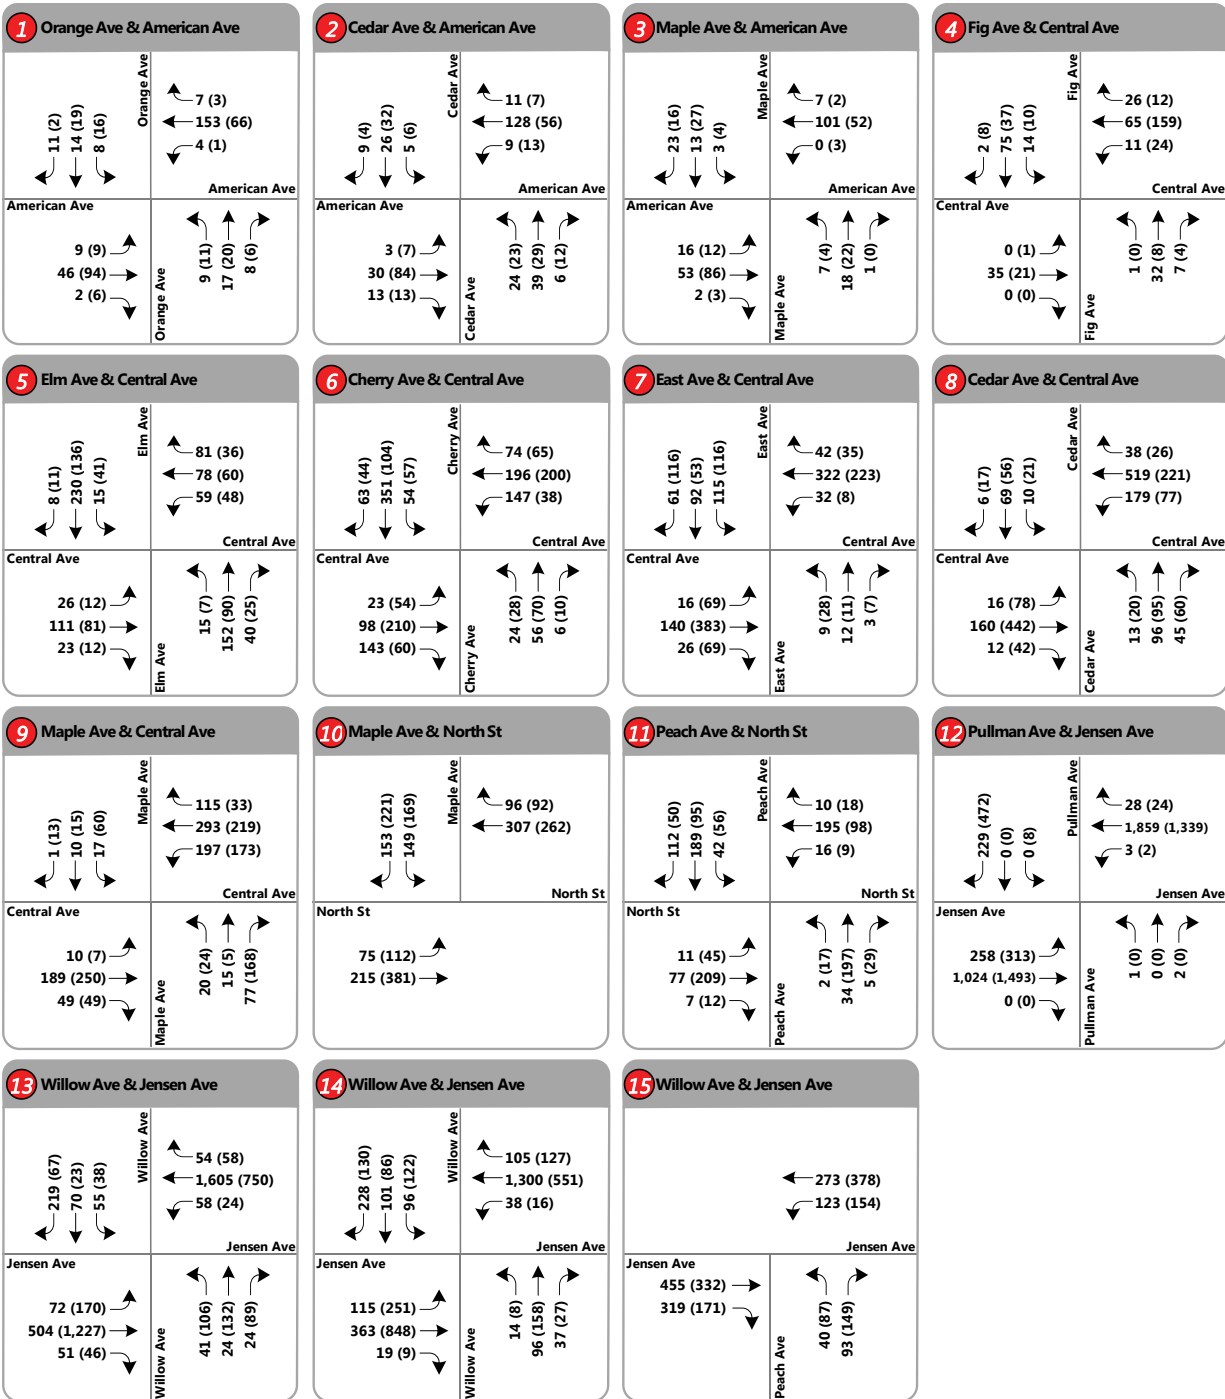 1 Orange Ave & American Ave
Orange Ave
11 (2)
14 (19)
8 (16)
7 (3)
153 (66)
4 (1)
American Ave
American Ave
9 (9)
46 (94)
2 (6)
Orange Ave
9 (11)
17 (20)
8 (6)
2 Cedar Ave & American Ave
Cedar Ave
9 (4)
26 (32)
5 (6)
11 (7)
128 (56)
9 (13)
American Ave
American Ave
3 (7)
30 (84)
13 (13)
Cedar Ave
24 (23)
39 (29)
6 (12)
3 Maple Ave & American Ave
Maple Ave
23 (16)
13 (27)
3 (4)
7 (2)
101 (52)
0 (3)
American Ave
American Ave
16 (12)
53 (86)
2 (3)
Maple Ave
7 (4)
18 (22)
1 (0)
4 Fig Ave & Central Ave
Fig Ave
2 (8)
75 (37)
14 (10)
26 (12)
65 (159)
11 (24)
Central Ave
Central Ave
0 (1)
35 (21)
0 (0)
Fig Ave
1 (0)
32 (8)
7 (4)
5 Elm Ave & Central Ave
Elm Ave
8 (11)
230 (136)
15 (41)
81 (36)
78 (60)
59 (48)
Central Ave
Central Ave
26 (12)
111 (81)
23 (12)
Elm Ave
15 (7)
152 (90)
40 (25)
6 Cherry Ave & Central Ave
Cherry Ave
63 (44)
351 (104)
54 (57)
74 (65)
196 (200)
147 (38)
Central Ave
Central Ave
23 (54)
98 (210)
143 (60)
Cherry Ave
24 (28)
56 (70)
6 (10)
7 East Ave & Central Ave
East Ave
61 (116)
92 (53)
115 (116)
42 (35)
322 (223)
32 (8)
Central Ave
Central Ave
16 (69)
140 (383)
26 (69)
East Ave
9 (28)
12 (11)
3 (7)
8 Cedar Ave & Central Ave
Cedar Ave
6 (17)
69 (56)
10 (21)
38 (26)
519 (221)
179 (77)
Central Ave
Central Ave
16 (78)
160 (442)
12 (42)
Cedar Ave
13 (20)
96 (95)
45 (60)
9 Maple Ave & Central Ave
Maple Ave
1 (13)
10 (15)
17 (60)
115 (33)
293 (219)
197 (173)
Central Ave
Central Ave
10 (7)
189 (250)
49 (49)
Maple Ave
20 (24)
15 (5)
77 (168)
10 Maple Ave & North St
Maple Ave
153 (221)
149 (169)
96 (92)
307 (262)
North St
North St
75 (112)
215 (381)
11 Peach Ave & North St
Peach Ave
112 (50)
189 (95)
42 (56)
10 (18)
195 (98)
16 (9)
North St
North St
11 (45)
77 (209)
7 (12)
Peach Ave
2 (17)
34 (197)
5 (29)
12 Pullman Ave & Jensen Ave
Pullman Ave
229 (472)
0 (0)
0 (8)
28 (24)
1,859 (1,339)
3 (2)
Jensen Ave
Jensen Ave
258 (313)
1,024 (1,493)
0 (0)
Pullman Ave
1 (0)
0 (0)
2 (0)
13 Willow Ave & Jensen Ave
Willow Ave
219 (67)
70 (23)
55 (38)
54 (58)
1,605 (750)
58 (24)
Jensen Ave
Jensen Ave
72 (170)
504 (1,227)
51 (46)
Willow Ave
41 (106)
24 (132)
24 (89)
14 Willow Ave & Jensen Ave
Willow Ave
228 (130)
101 (86)
96 (122)
105 (127)
1,300 (551)
38 (16)
Jensen Ave
Jensen Ave
115 (251)
363 (848)
19 (9)
Willow Ave
14 (8)
96 (158)
37 (27)
15 Willow Ave & Jensen Ave
273 (378)
123 (154)
Jensen Ave
Jensen Ave
455 (332)
319 (171)
Peach Ave
40 (87)
93 (149)